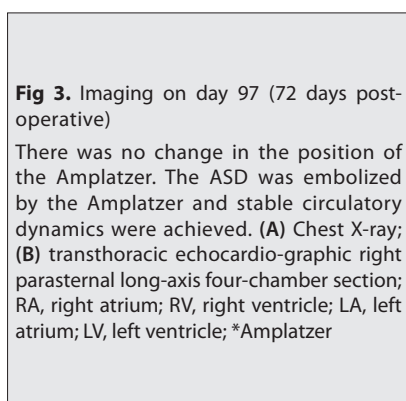 Fig 3. Imaging on day 97 (72 days post-
operative)
There was no change in the position of
the Amplatzer. The ASD was embolized
by the Amplatzer and stable circulatory
dynamics were achieved. (A) Chest X-ray;
(B) transthoracic echocardio-graphic right
parasternal long-axis four-chamber section;
RA, right atrium; RV, right ventricle; LA, left
atrium; LV, left ventricle; *Amplatzer